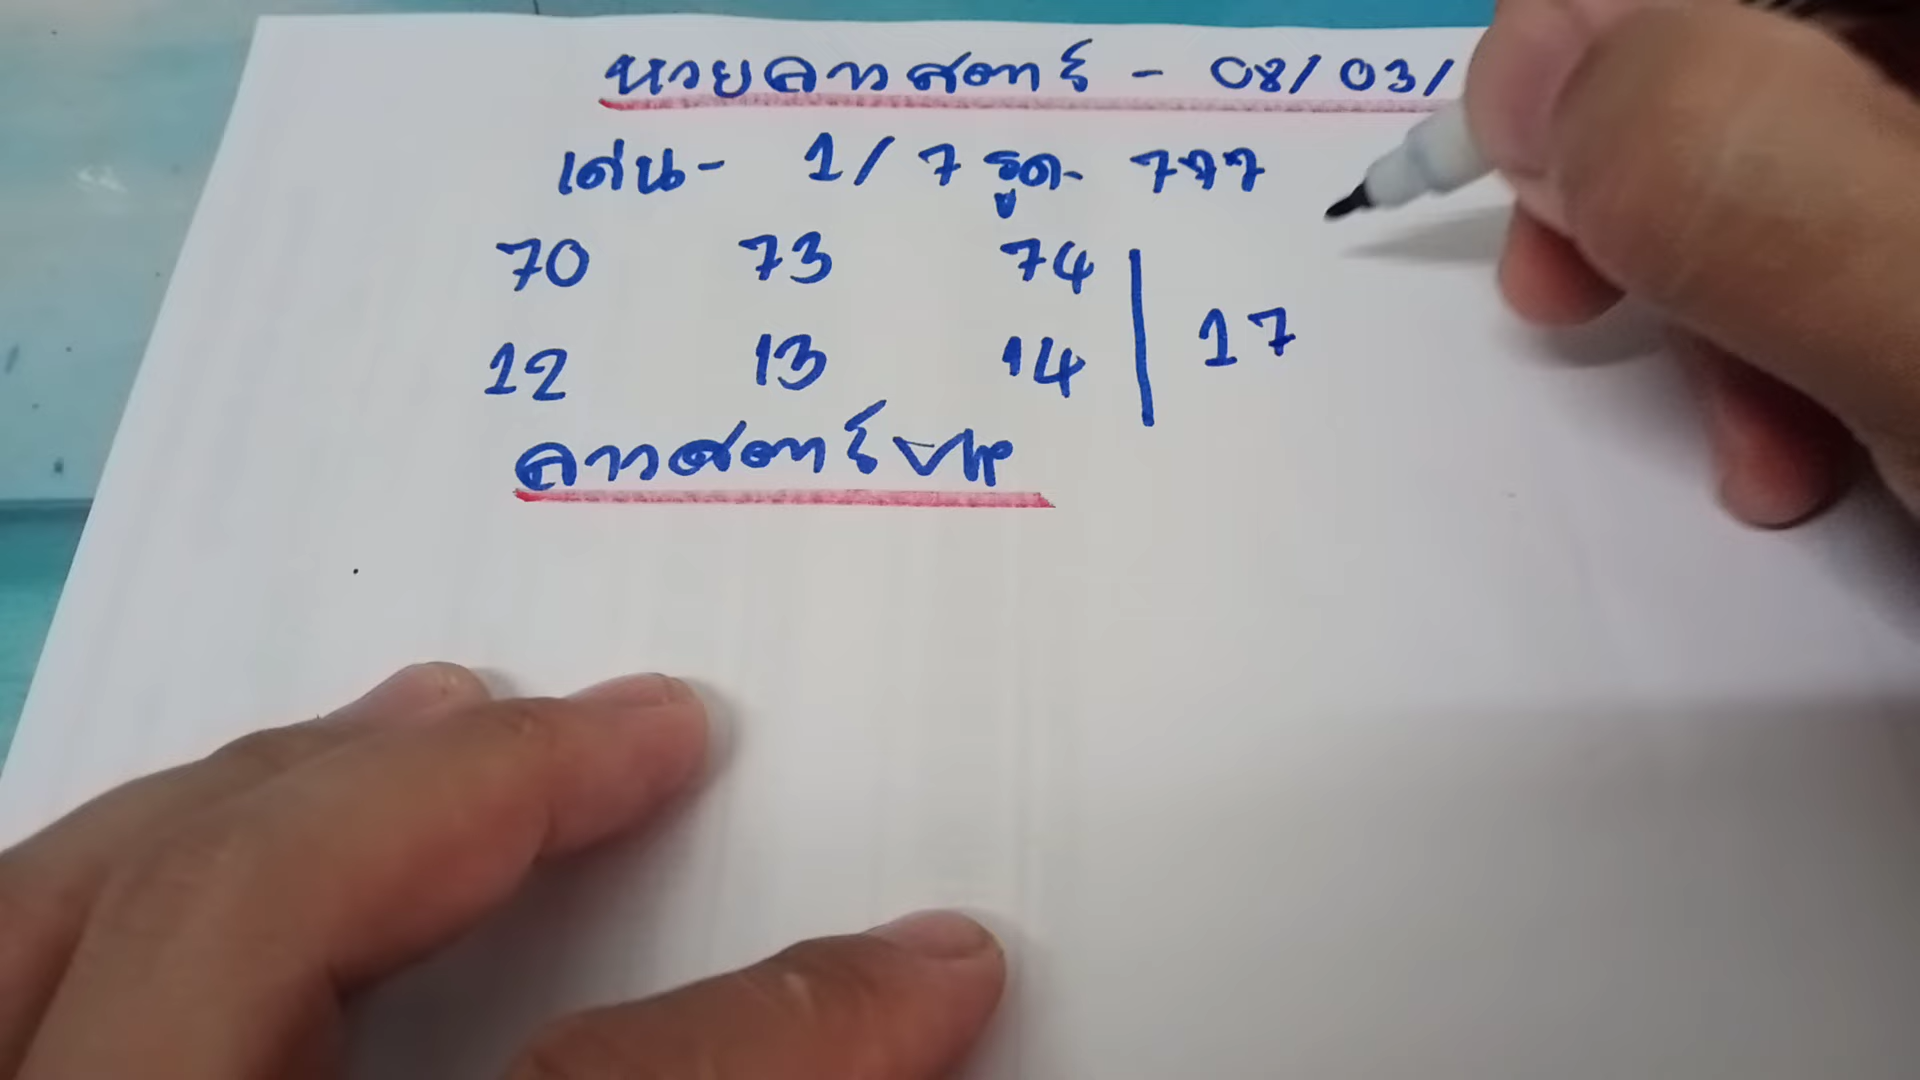 หวยลาวสตาร์ - 08/03/
เด่น- 1/7 รูด- 777
70 73 74
12 13 14 | 17
ลาวสตาร์ VIP